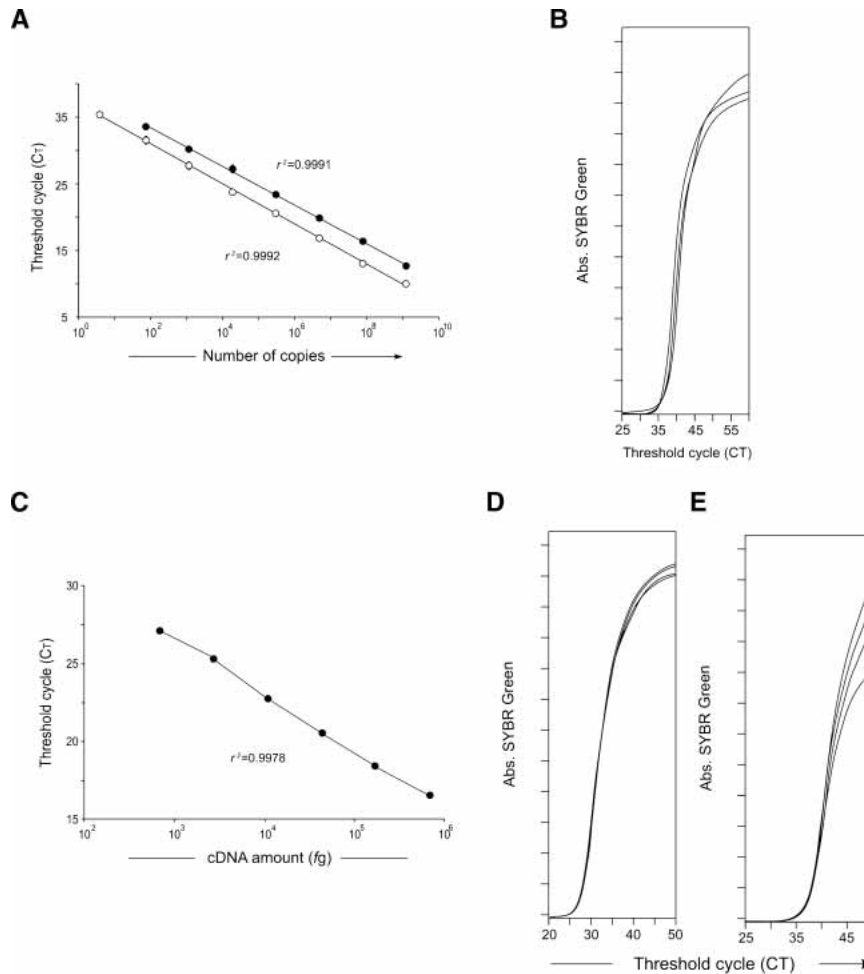 A
35
25
15
5
Threshold cycle (CT)
r²=0.9991
r²=0.9992
10⁰ 10² 10⁴ 10⁶ 10⁸ 10¹⁰
Number of copies
B
Abs. SYBR Green
25 35 45 55
Threshold cycle (CT)
C
30
25
20
15
Threshold cycle (CT)
r²=0.9978
10² 10³ 10⁴ 10⁵ 10⁶
cDNA amount (fg)
D
Abs. SYBR Green
20 30 40 50
E
Abs. SYBR Green
25 35 45
Threshold cycle (CT)